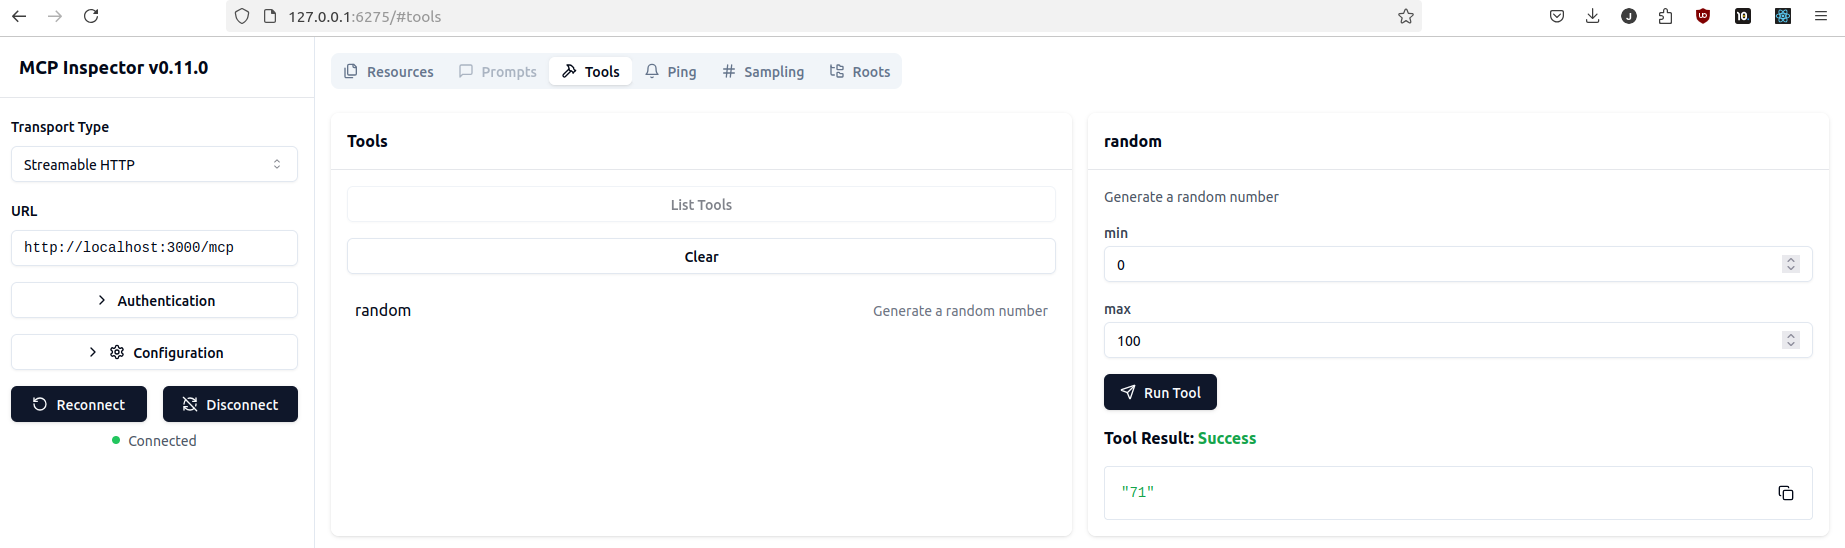 127.0.0.1:6275/#tools
MCP Inspector v0.11.0
Transport Type
Streamable HTTP
URL
http://localhost:3000/mcp
Authentication
Configuration
Reconnect
Disconnect
Connected
Resources
Prompts
Tools
Ping
Sampling
Roots
Tools
List Tools
Clear
random
Generate a random number
random
Generate a random number
min
0
max
100
Run Tool
Tool Result: Success
"71"